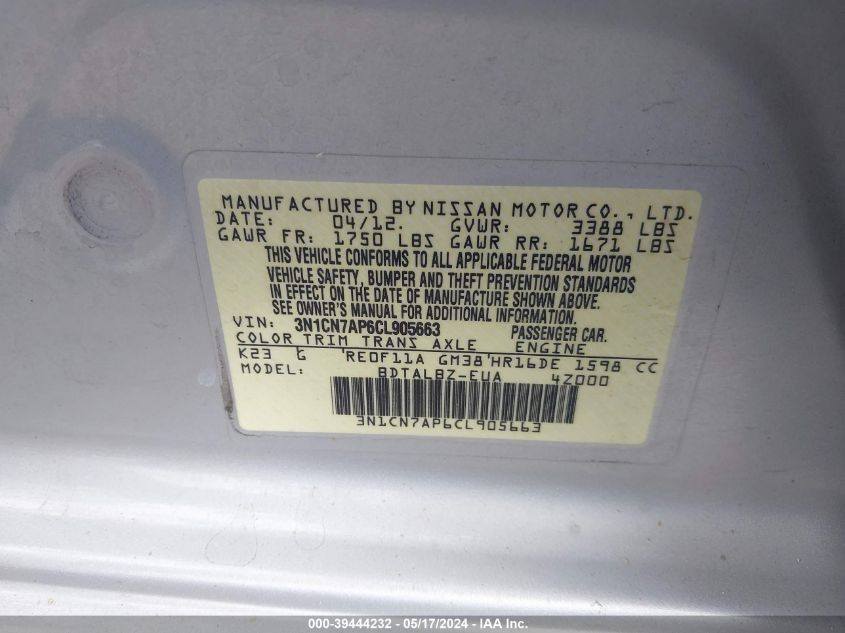 MANUFACTURED BY NISSAN MOTOR CO., LTD.
DATE: 04/12. GVWR: 3388 LBS
GAWR FR: 1750 LBS GAWR RR: 1671 LBS
THIS VEHICLE CONFORMS TO ALL APPLICABLE FEDERAL MOTOR
VEHICLE SAFETY, BUMPER AND THEFT PREVENTION STANDARDS
IN EFFECT ON THE DATE OF MANUFACTURE SHOWN ABOVE.
SEE OWNER'S MANUAL FOR ADDITIONAL INFORMATION.
VIN: 3N1CN7AP6CL905663 PASSENGER CAR.
COLOR TRIM TRANS AXLE ENGINE
K23 G 'RE0F11A GM38'HR16DE 1598 CC
MODEL: BDTALBZ-EUA 4Z000
3N1CN7AP6CL905663
000-39444232 - 05/17/2024 - IAA Inc.